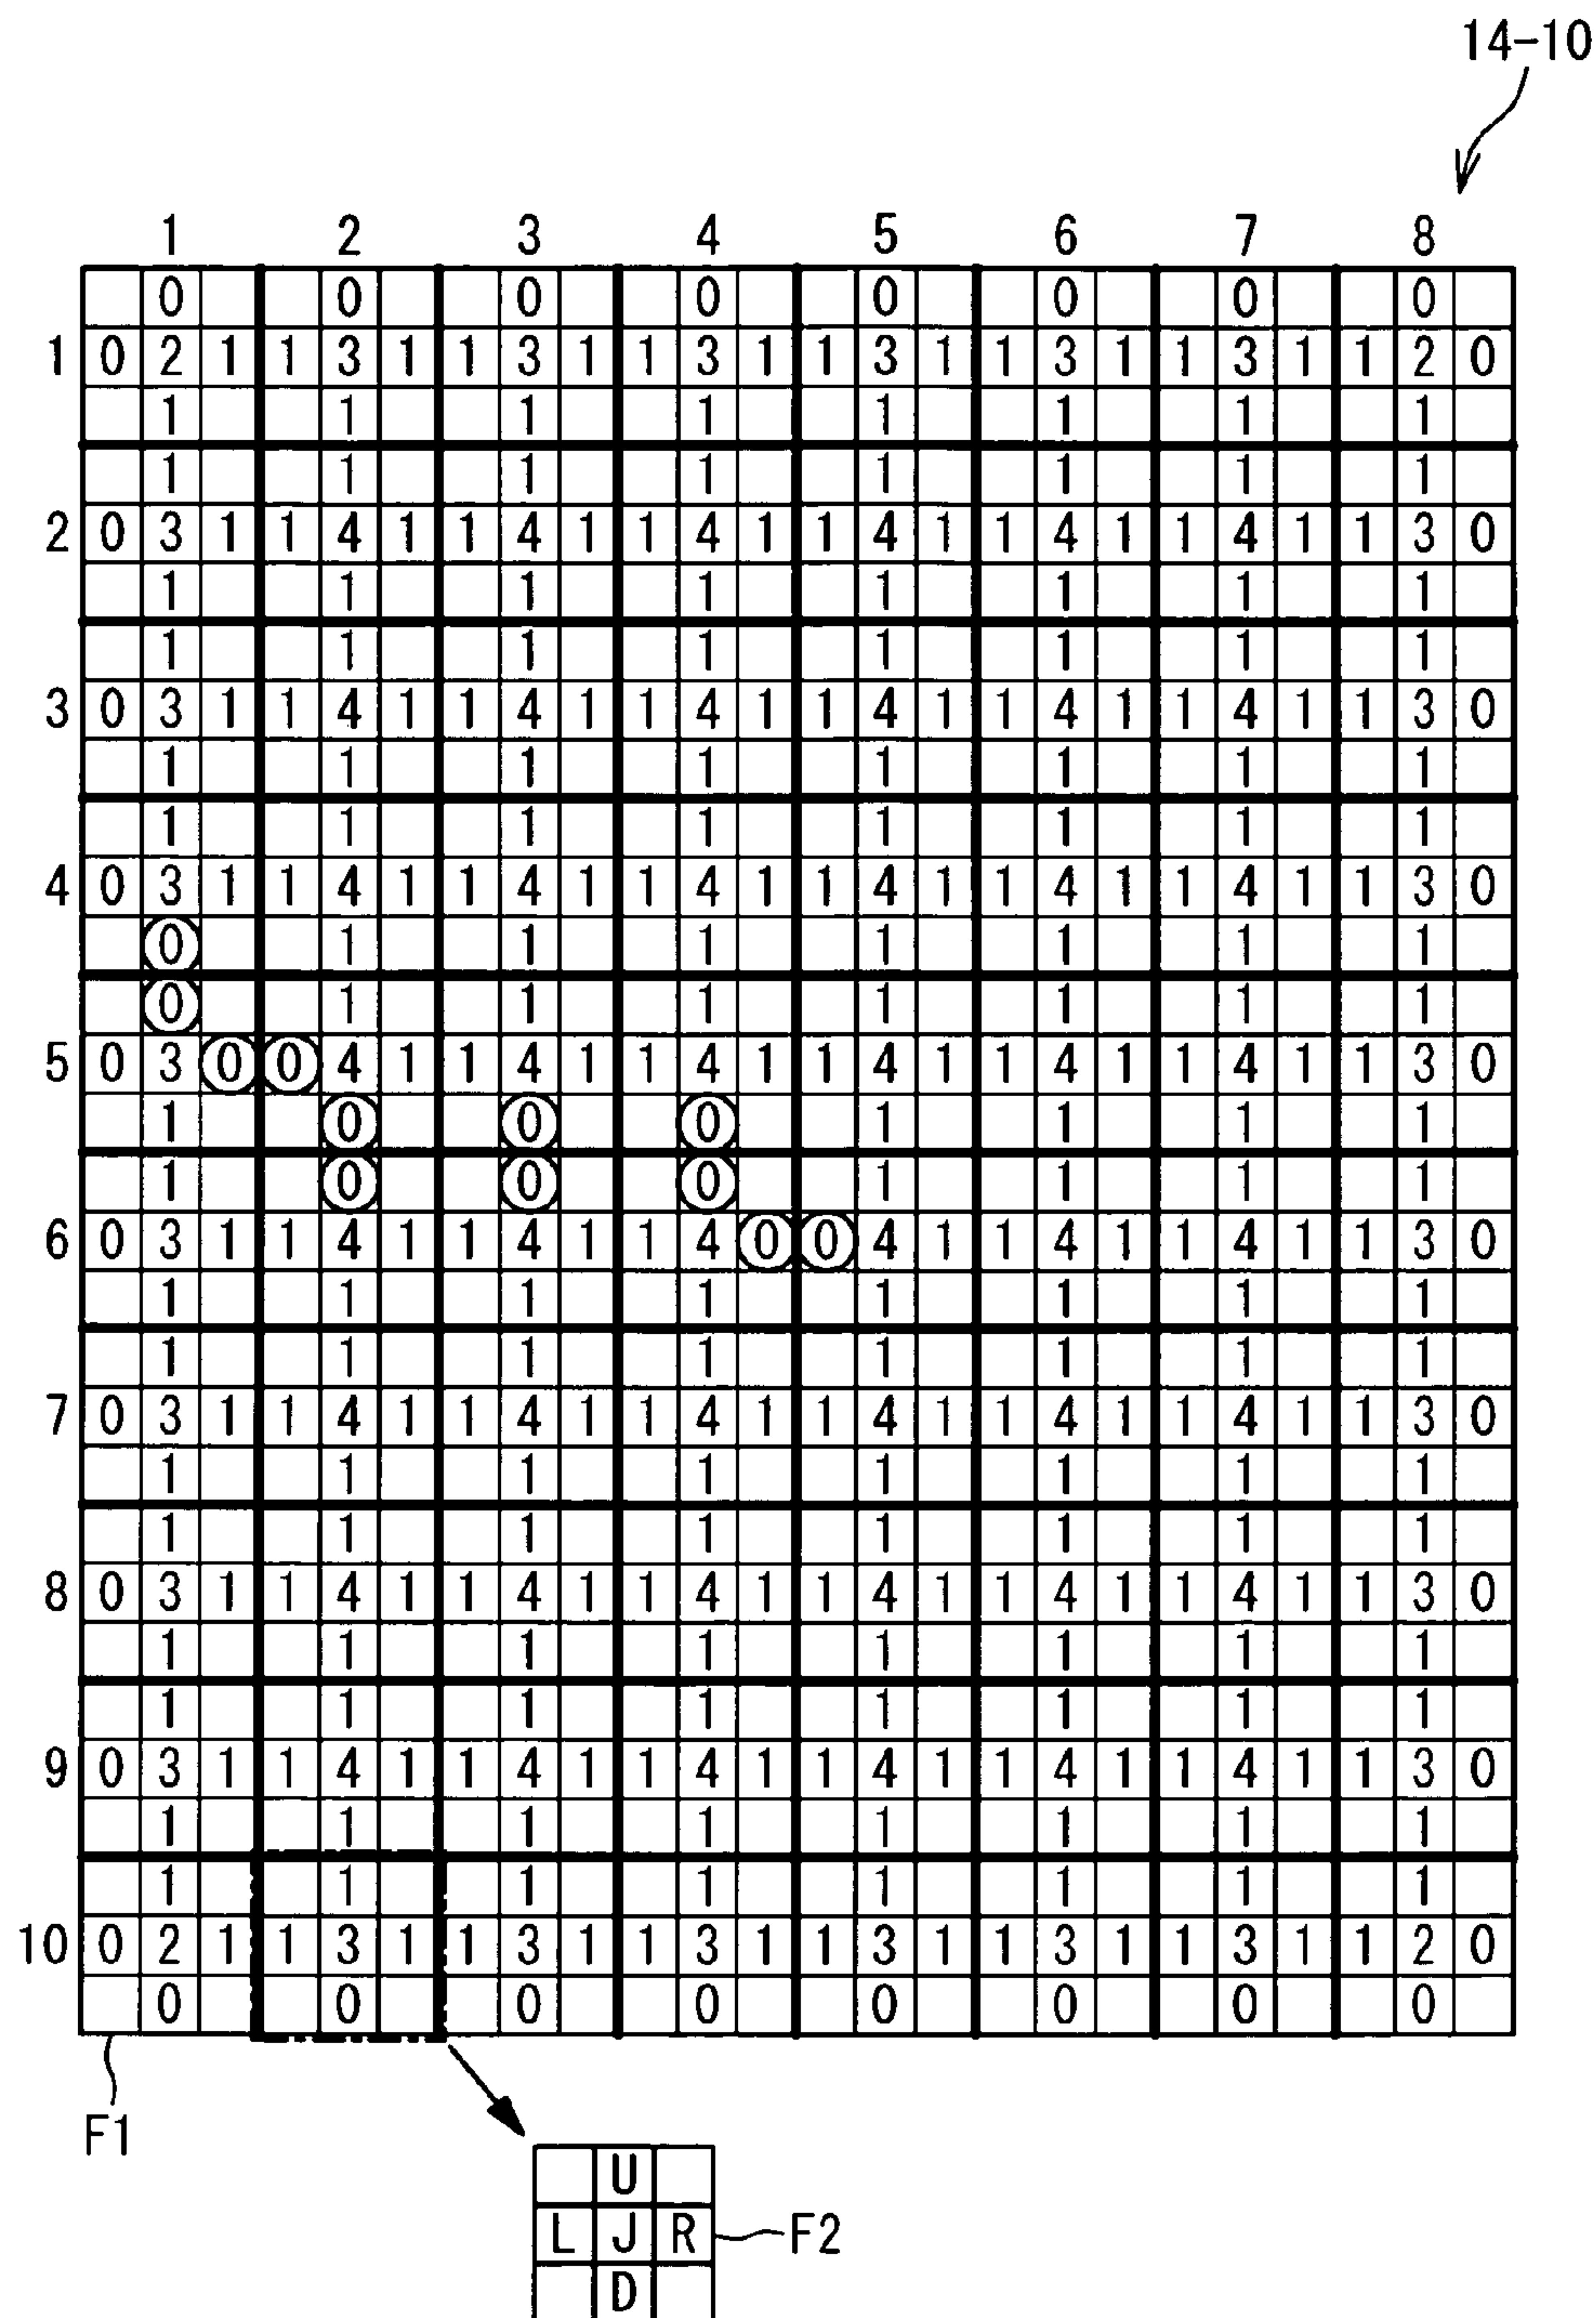 14-10
1 2 3 4 5 6 7 8
0 0 0 0 0 0 0 0
1 0 2 1 1 3 1 1 3 1 1 3 1 1 3 1 1 3 1 1 3 1 1 2 0
1 1 1 1 1 1 1 1
1 1 1 1 1 1 1 1
2 0 3 1 1 4 1 1 4 1 1 4 1 1 4 1 1 4 1 1 4 1 1 3 0
1 1 1 1 1 1 1 1
1 1 1 1 1 1 1 1
3 0 3 1 1 4 1 1 4 1 1 4 1 1 4 1 1 4 1 1 4 1 1 3 0
1 1 1 1 1 1 1 1
1 1 1 1 1 1 1 1
4 0 3 1 1 4 1 1 4 1 1 4 1 1 4 1 1 4 1 1 4 1 1 3 0
0 1 1 1 1 1 1 1
0 1 1 1 1 1 1 1
5 0 3 0 0 4 1 1 4 1 1 4 1 1 4 1 1 4 1 1 4 1 1 3 0
1 0 0 0 1 1 1 1
1 0 0 0 1 1 1 1
6 0 3 1 1 4 1 1 4 1 1 4 0 0 4 1 1 4 1 1 4 1 1 3 0
1 1 1 1 1 1 1 1
1 1 1 1 1 1 1 1
7 0 3 1 1 4 1 1 4 1 1 4 1 1 4 1 1 4 1 1 4 1 1 3 0
1 1 1 1 1 1 1 1
1 1 1 1 1 1 1 1
8 0 3 1 1 4 1 1 4 1 1 4 1 1 4 1 1 4 1 1 4 1 1 3 0
1 1 1 1 1 1 1 1
1 1 1 1 1 1 1 1
9 0 3 1 1 4 1 1 4 1 1 4 1 1 4 1 1 4 1 1 4 1 1 3 0
1 1 1 1 1 1 1 1
1 1 1 1 1 1 1 1
10 0 2 1 1 3 1 1 3 1 1 3 1 1 3 1 1 3 1 1 3 1 1 2 0
0 0 0 0 0 0 0 0
F1
U
L J R F2
D